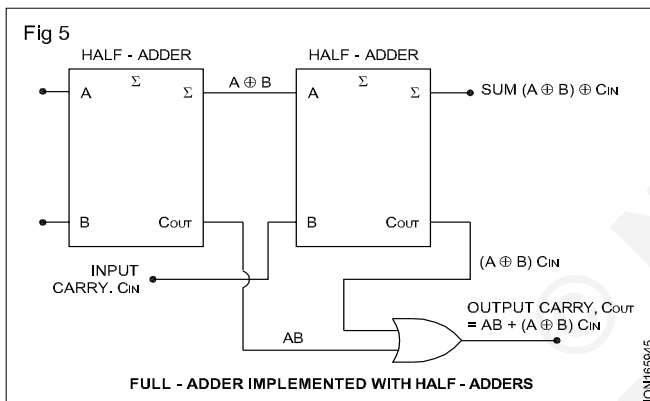 Fig 5
HALF - ADDER
HALF - ADDER
Σ
Σ
A
Σ
A ⊕ B
A
Σ
SUM (A ⊕ B) ⊕ CIN
B
COUT
B
COUT
INPUT
CARRY. CIN
(A ⊕ B) CIN
AB
OUTPUT CARRY, COUT
= AB + (A ⊕ B) CIN
FULL - ADDER IMPLEMENTED WITH HALF - ADDERS